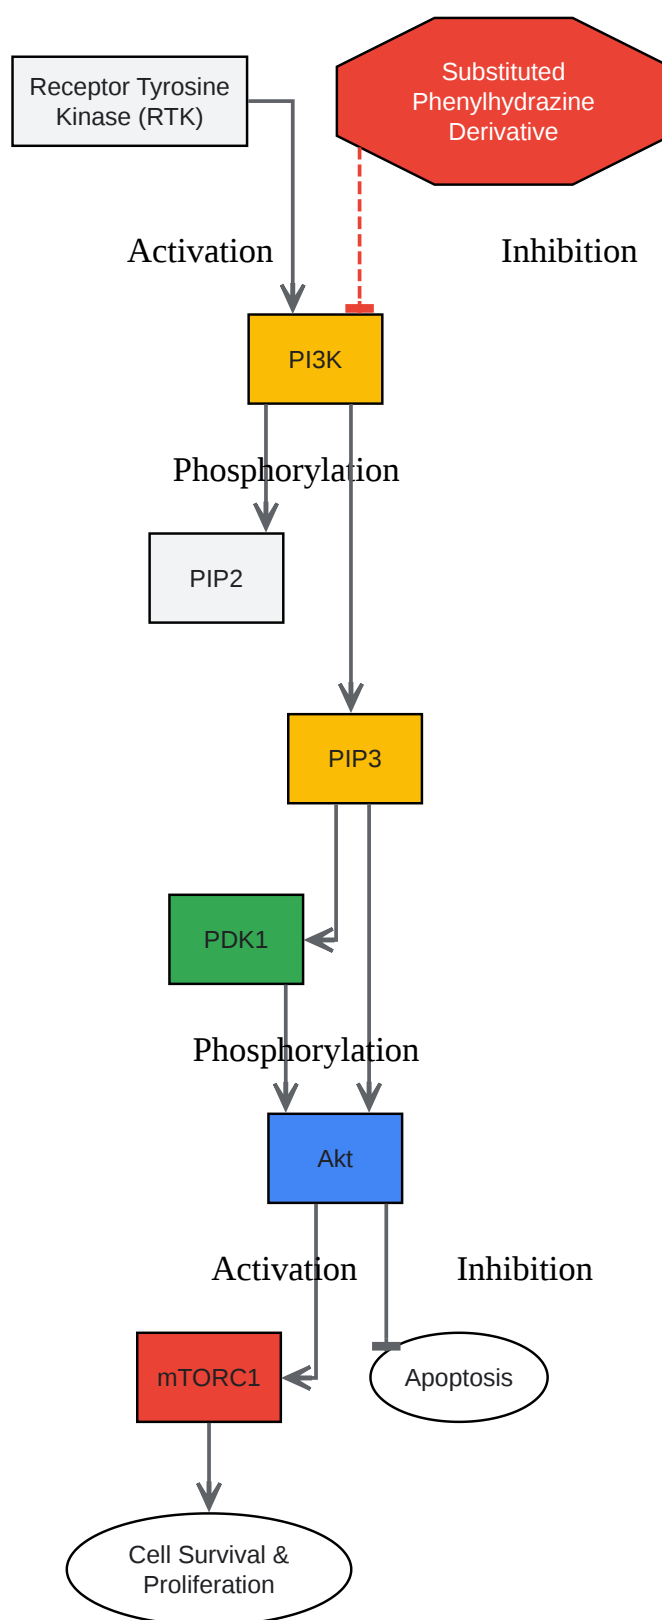 Receptor Tyrosine
Kinase (RTK)
Substituted
Phenylhydrazine
Derivative
Activation
Inhibition
PI3K
Phosphorylation
PIP2
PIP3
PDK1
Phosphorylation
Akt
Activation
Inhibition
mTORC1
Apoptosis
Cell Survival &
Proliferation